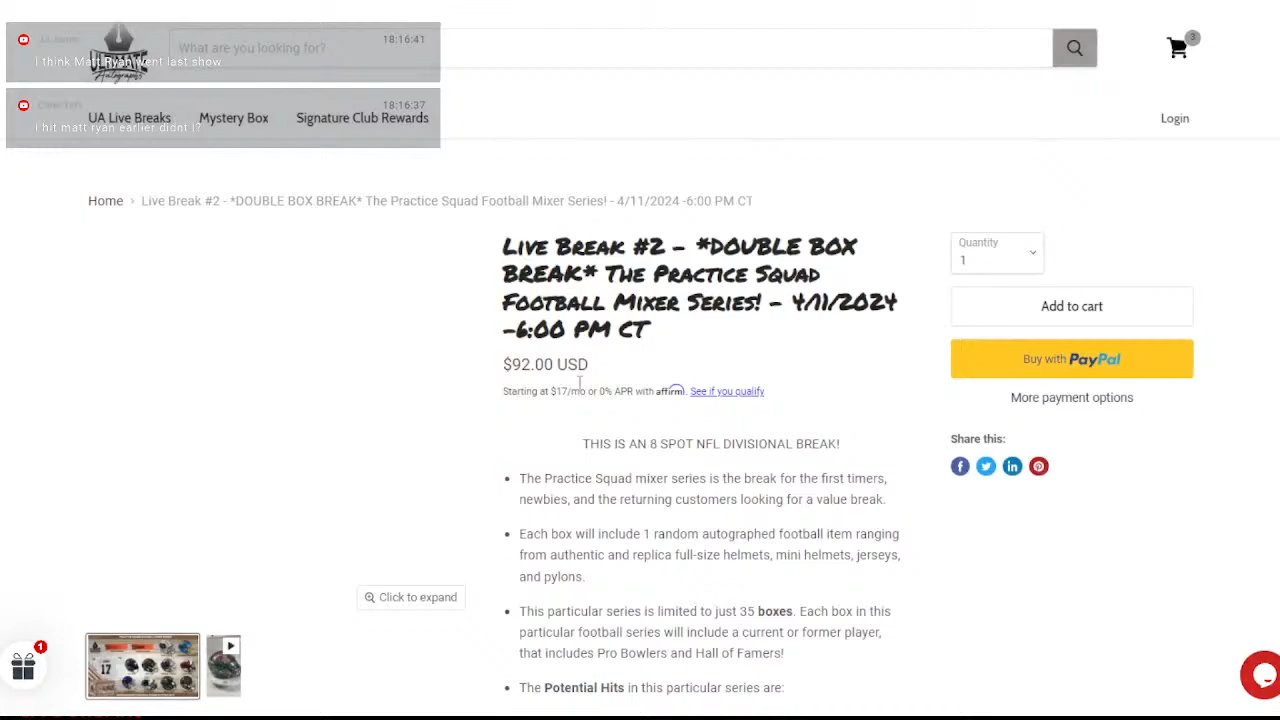 18:16:41
I think Matt Ryan went last show
18:16:37
I hit matt ryan earlier didnt I?
Autographs
What are you looking for?
3
UA Live Breaks
Mystery Box
Signature Club Rewards
Login
Home › Live Break #2 - *DOUBLE BOX BREAK* The Practice Squad Football Mixer Series! - 4/11/2024 -6:00 PM CT
Live Break #2 - *DOUBLE BOX
BREAK* The Practice Squad
Football Mixer Series! - 4/11/2024
-6:00 PM CT
$92.00 USD
Starting at $17/mo or 0% APR with affirm. See if you qualify
Quantity
1
Add to cart
Buy with PayPal
More payment options
Share this:
THIS IS AN 8 SPOT NFL DIVISIONAL BREAK!
• The Practice Squad mixer series is the break for the first timers,
newbies, and the returning customers looking for a value break.
• Each box will include 1 random autographed football item ranging
from authentic and replica full-size helmets, mini helmets, jerseys,
and pylons.
• This particular series is limited to just 35 boxes. Each box in this
particular football series will include a current or former player,
that includes Pro Bowlers and Hall of Famers!
• The Potential Hits in this particular series are:
Click to expand
17
1